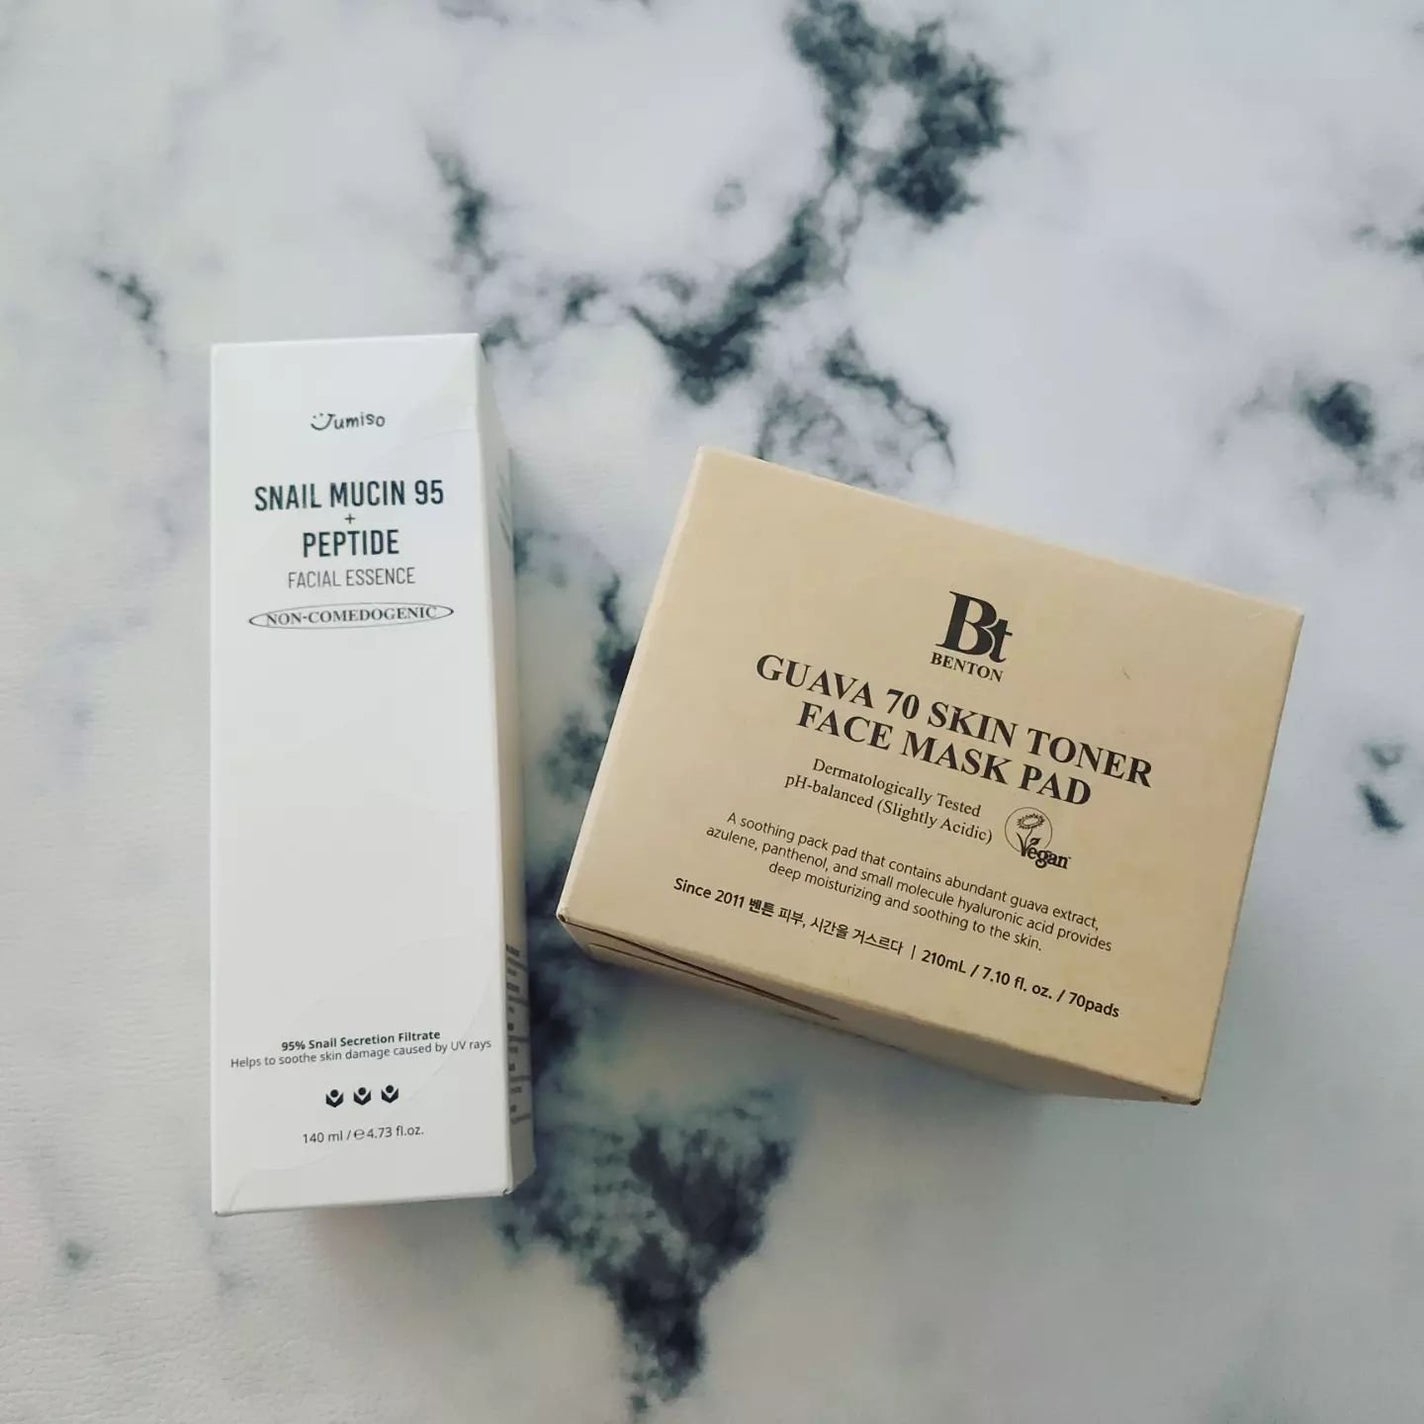 Jumiso
SNAIL MUCIN 95
+
PEPTIDE
FACIAL ESSENCE
NON-COMEDOGENIC
95% Snail Secretion Filtrate
Helps to soothe skin damage caused by UV rays
140 ml / ℮ 4.73 fl.oz.
Bt
BENTON
GUAVA 70 SKIN TONER
FACE MASK PAD
Dermatologically Tested
pH-balanced (Slightly Acidic)
Vegan
A soothing pack pad that contains abundant guava extract,
azulene, panthenol, and small molecule hyaluronic acid provides
deep moisturizing and soothing to the skin.
Since 2011 벤튼 피부, 시간을 거스르다 | 210mL / 7.10 fl. oz. / 70pads